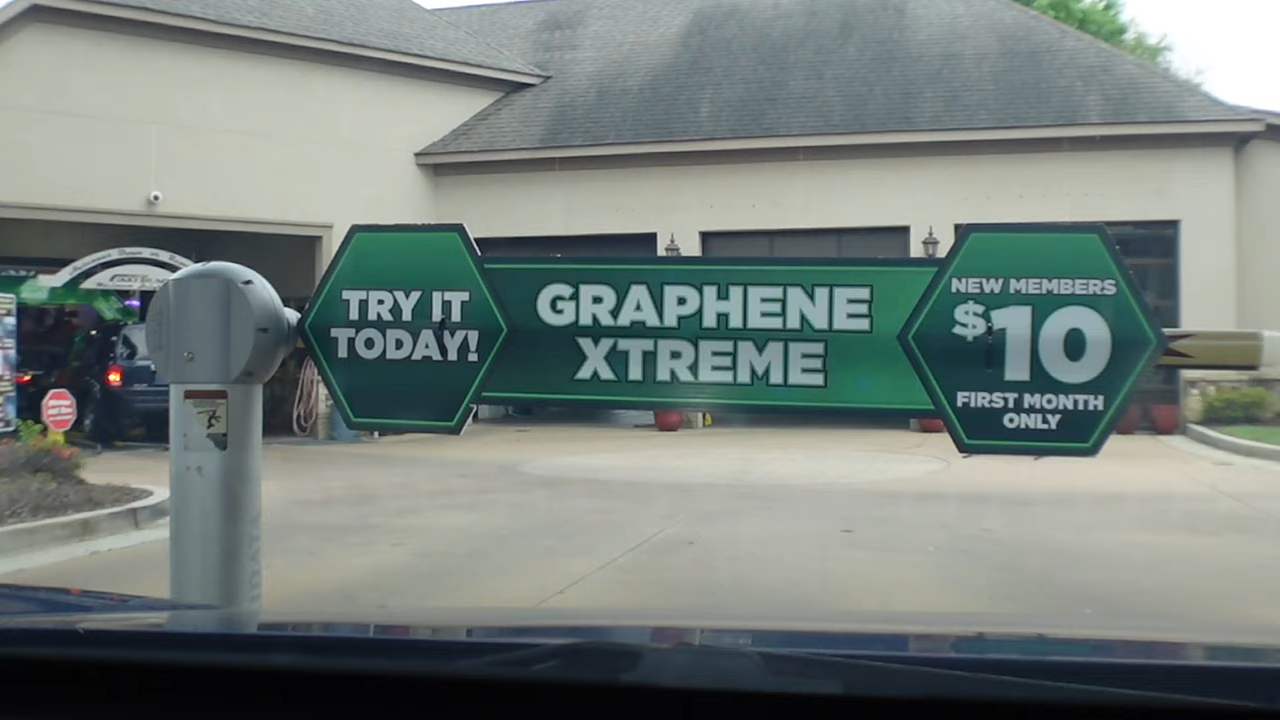 TRY IT
TODAY!
GRAPHENE
XTREME
NEW MEMBERS
$10
FIRST MONTH
ONLY